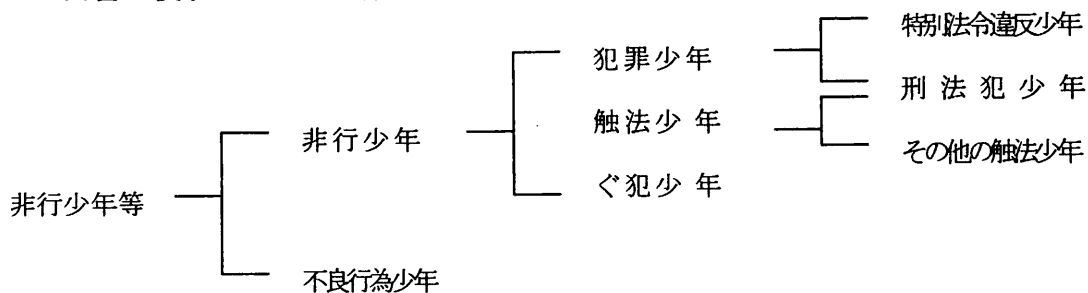 特別法令違反少年
犯罪少年
刑法犯少年
触法少年
非行少年
その他の触法少年
ぐ犯少年
非行少年等
不良行為少年